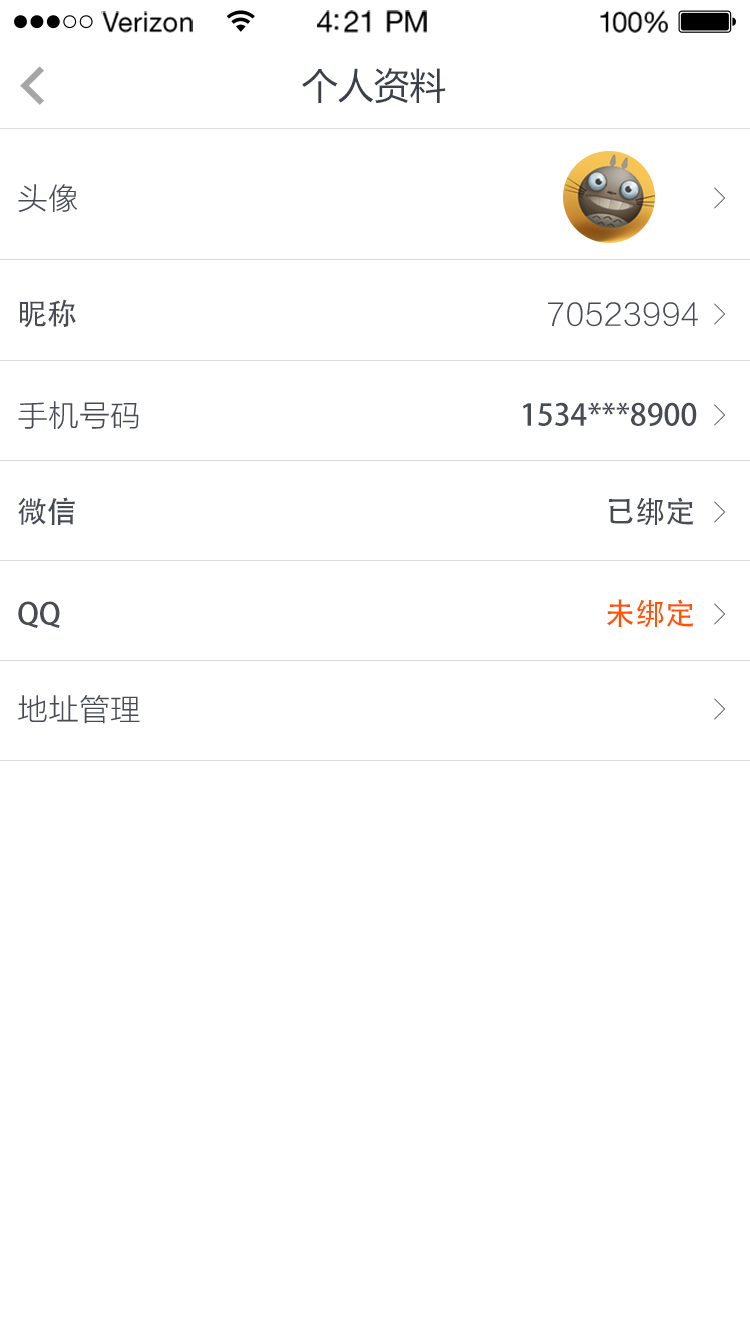 Verizon 4:21 PM 100%
个人资料
头像
昵称 70523994
手机号码 1534***8900
微信 已绑定
QQ 未绑定
地址管理